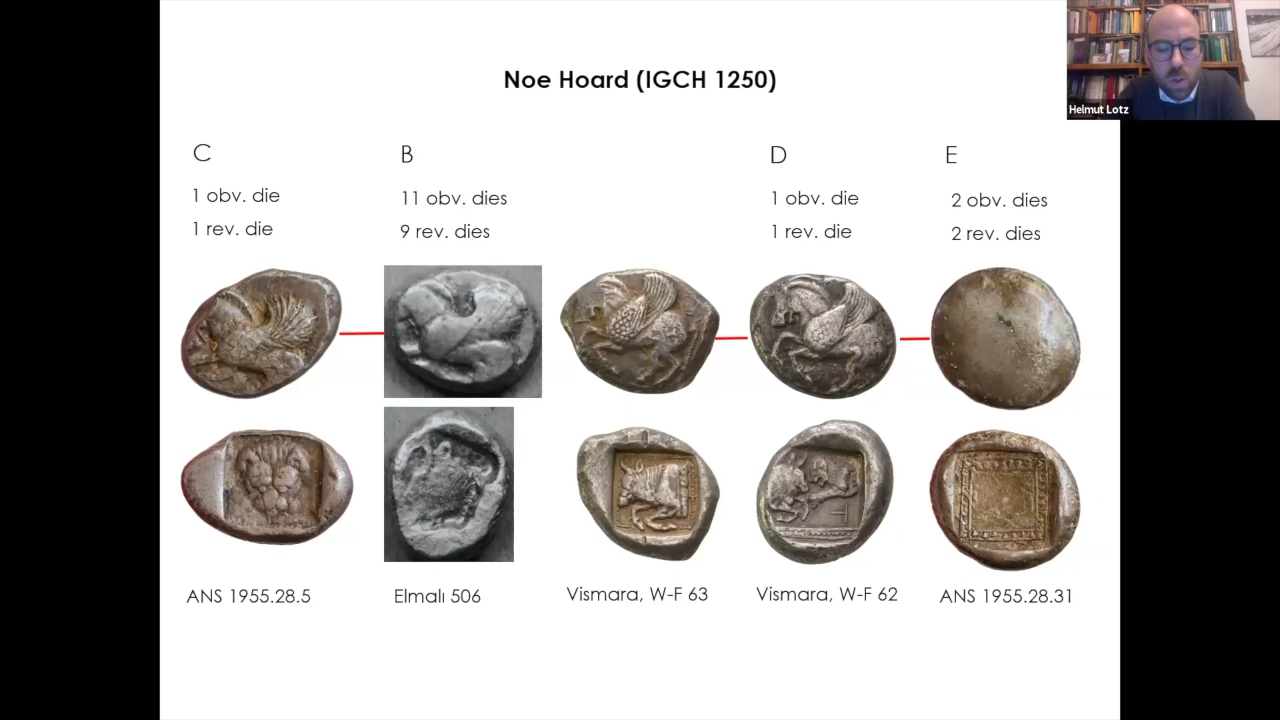 Noe Hoard (IGCH 1250)
Helmut Lotz
C
1 obv. die
1 rev. die
B
11 obv. dies
9 rev. dies
D
1 obv. die
1 rev. die
E
2 obv. dies
2 rev. dies
ANS 1955.28.5
Elmalı 506
Vismara, W-F 63
Vismara, W-F 62
ANS 1955.28.31